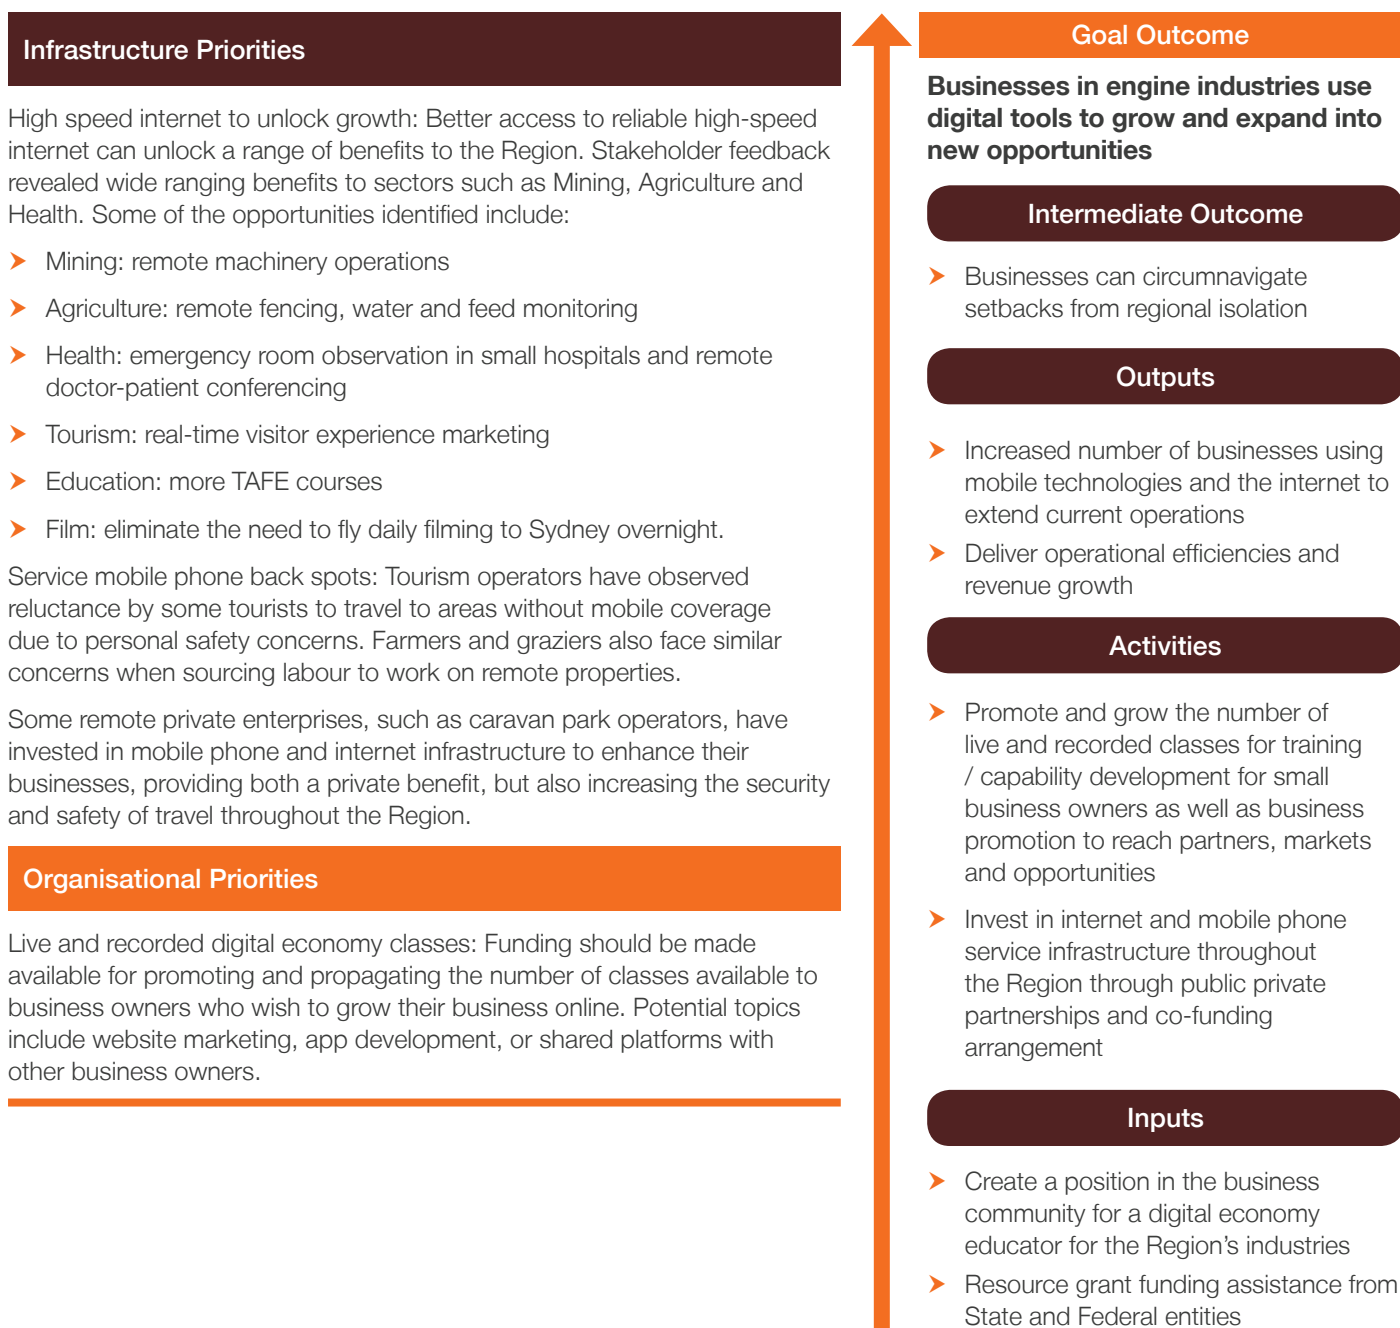 Infrastructure Priorities
High speed internet to unlock growth: Better access to reliable high-speed
internet can unlock a range of benefits to the Region. Stakeholder feedback
revealed wide ranging benefits to sectors such as Mining, Agriculture and
Health. Some of the opportunities identified include:
➤ Mining: remote machinery operations
➤ Agriculture: remote fencing, water and feed monitoring
➤ Health: emergency room observation in small hospitals and remote
doctor-patient conferencing
➤ Tourism: real-time visitor experience marketing
➤ Education: more TAFE courses
➤ Film: eliminate the need to fly daily filming to Sydney overnight.
Service mobile phone back spots: Tourism operators have observed
reluctance by some tourists to travel to areas without mobile coverage
due to personal safety concerns. Farmers and graziers also face similar
concerns when sourcing labour to work on remote properties.
Some remote private enterprises, such as caravan park operators, have
invested in mobile phone and internet infrastructure to enhance their
businesses, providing both a private benefit, but also increasing the security
and safety of travel throughout the Region.
Organisational Priorities
Live and recorded digital economy classes: Funding should be made
available for promoting and propagating the number of classes available to
business owners who wish to grow their business online. Potential topics
include website marketing, app development, or shared platforms with
other business owners.
Goal Outcome
Businesses in engine industries use
digital tools to grow and expand into
new opportunities
Intermediate Outcome
➤ Businesses can circumnavigate
setbacks from regional isolation
Outputs
➤ Increased number of businesses using
mobile technologies and the internet to
extend current operations
➤ Deliver operational efficiencies and
revenue growth
Activities
➤ Promote and grow the number of
live and recorded classes for training
/ capability development for small
business owners as well as business
promotion to reach partners, markets
and opportunities
➤ Invest in internet and mobile phone
service infrastructure throughout
the Region through public private
partnerships and co-funding
arrangement
Inputs
➤ Create a position in the business
community for a digital economy
educator for the Region's industries
➤ Resource grant funding assistance from
State and Federal entities